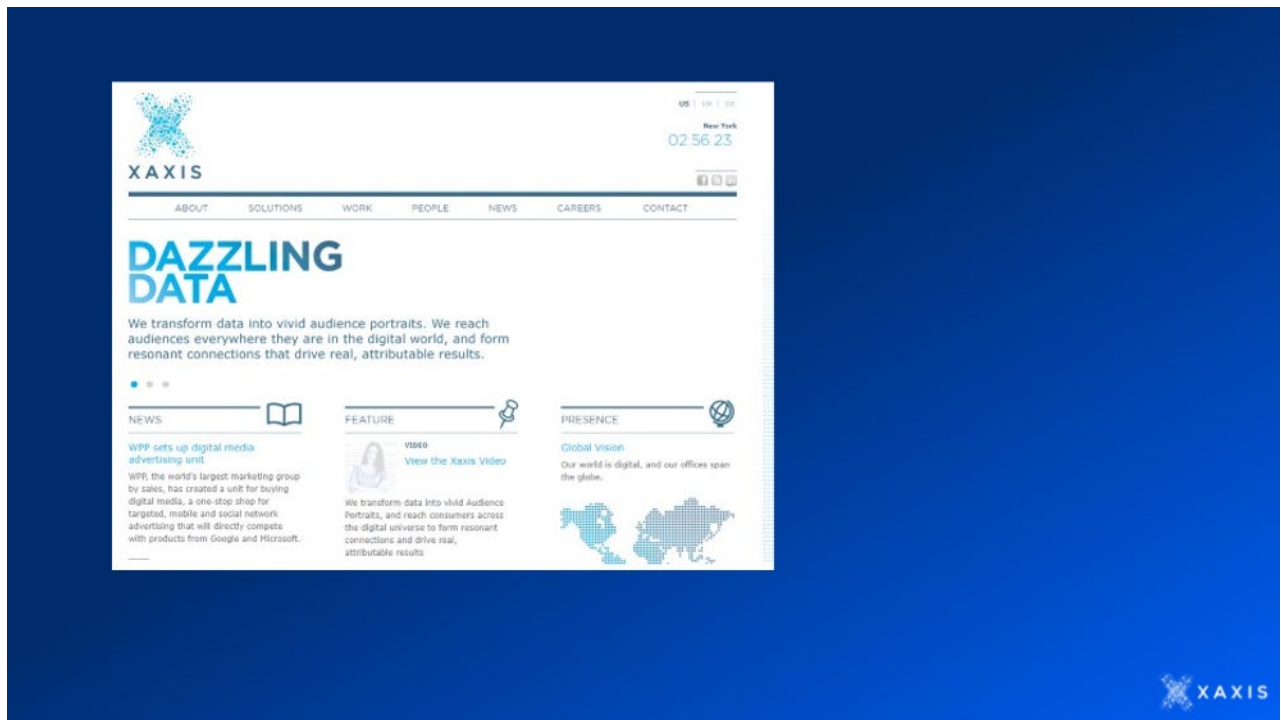 XAXIS
US
New York
02 56 23
ABOUT SOLUTIONS WORK PEOPLE NEWS CAREERS CONTACT
DAZZLING
DATA
We transform data into vivid audience portraits. We reach
audiences everywhere they are in the digital world, and form
resonant connections that drive real, attributable results.
NEWS
WPP sets up digital media
advertising unit
WPP, the world's largest marketing group
by sales, has created a unit for buying
digital media, a one-stop shop for
targeted, mobile and social network
advertising that will directly compete
with products from Google and Microsoft.
FEATURE
VIDEO
View the Xaxis Video
We transform data into vivid Audience
Portraits, and reach consumers across
the digital universe to form resonant
connections and drive real,
attributable results
PRESENCE
Global Vision
Our world is digital, and our offices span
the globe.
XAXIS